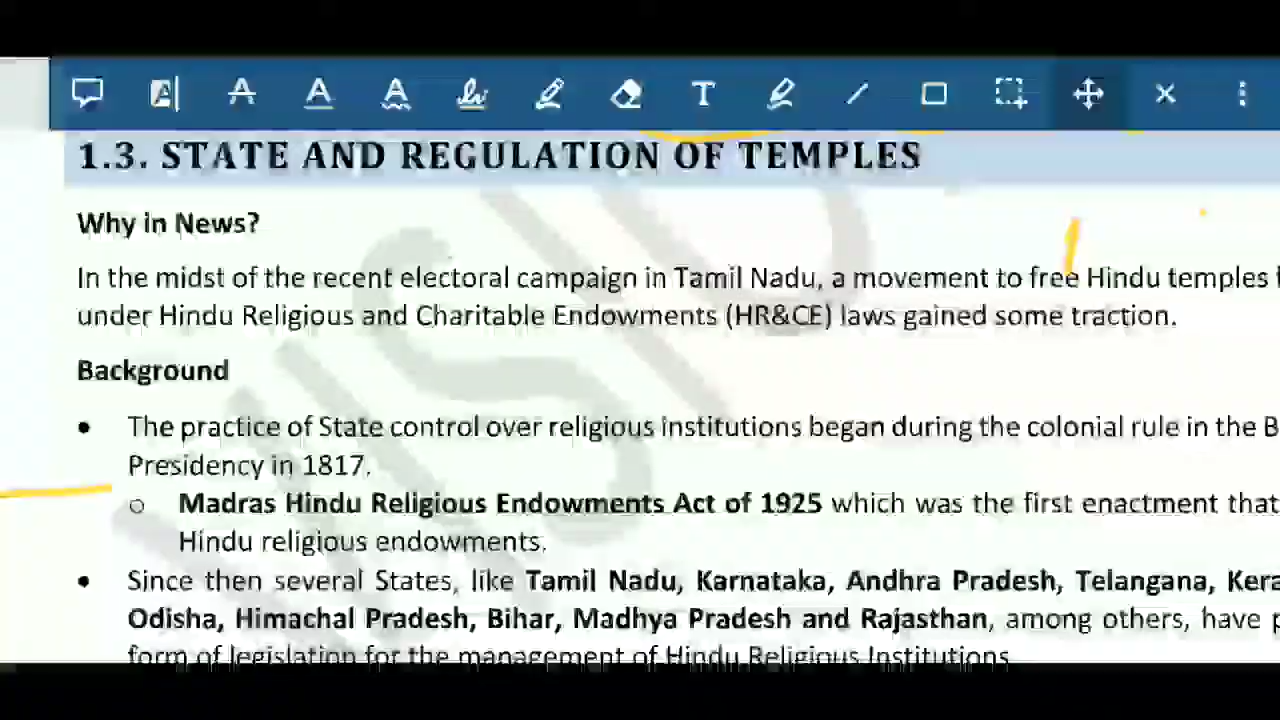 1.3. STATE AND REGULATION OF TEMPLES
Why in News?
In the midst of the recent electoral campaign in Tamil Nadu, a movement to free Hindu temples
under Hindu Religious and Charitable Endowments (HR&CE) laws gained some traction.
Background
• The practice of State control over religious institutions began during the colonial rule in the B
Presidency in 1817.
o Madras Hindu Religious Endowments Act of 1925 which was the first enactment that
Hindu religious endowments.
• Since then several States, like Tamil Nadu, Karnataka, Andhra Pradesh, Telangana, Kera
Odisha, Himachal Pradesh, Bihar, Madhya Pradesh and Rajasthan, among others, have p
form of legislation for the management of Hindu Religious Institutions